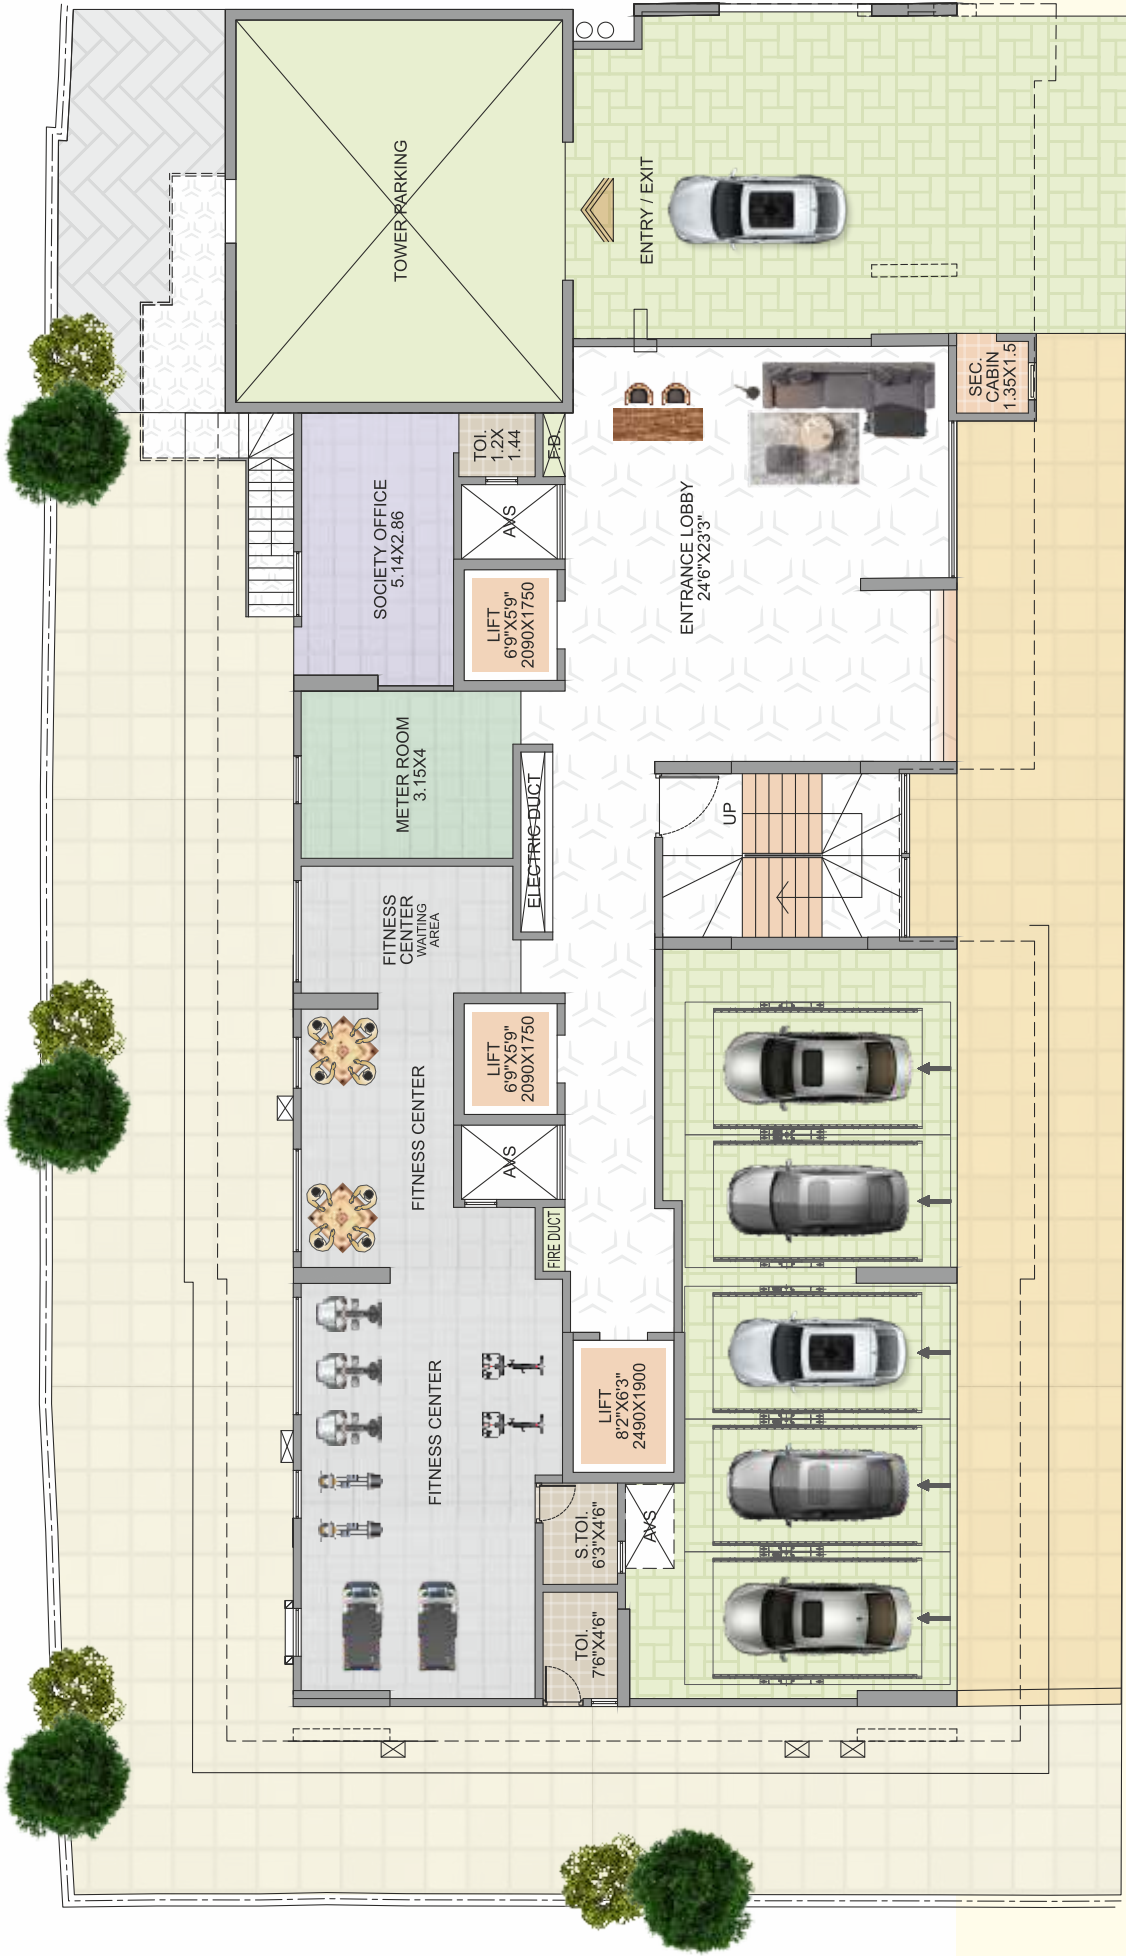 TOWER PARKING
ENTRY / EXIT
SEC.
CABIN
1.35X1.5
TOI.
1.2X
1.44
F.D.
SOCIETY OFFICE
5.14X2.86
AVS
LIFT
6'9"X5'9"
2090X1750
ENTRANCE LOBBY
24'6"X23'3"
METER ROOM
3.15X4
ELECTRIC DUCT
UP
FITNESS
CENTER
WAITING
AREA
LIFT
6'9"X5'9"
2090X1750
FITNESS CENTER
AVS
FIRE DUCT
FITNESS CENTER
LIFT
8'2"X6'3"
2490X1900
S.TOI.
6'3"X4'6"
AVS
TOI.
7'6"X4'6"